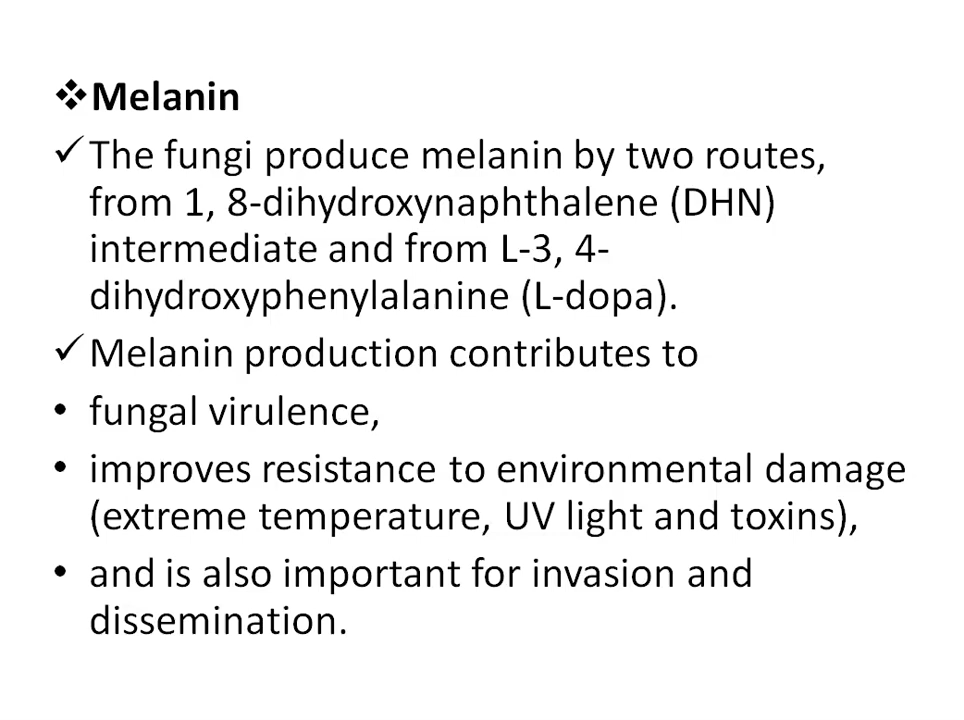 ❖Melanin
✓The fungi produce melanin by two routes,
from 1, 8-dihydroxynaphthalene (DHN)
intermediate and from L-3, 4-
dihydroxyphenylalanine (L-dopa).
✓Melanin production contributes to
• fungal virulence,
• improves resistance to environmental damage
(extreme temperature, UV light and toxins),
• and is also important for invasion and
dissemination.